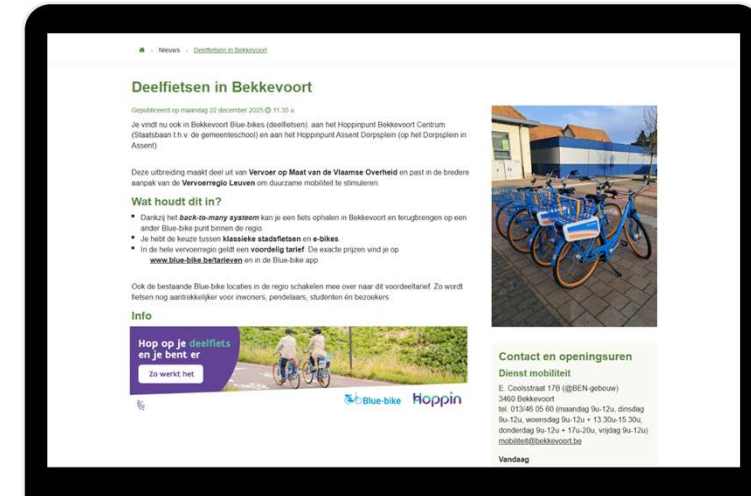 Nieuws › Deelfietsen in Bekkevoort
Deelfietsen in Bekkevoort
Gepubliceerd op maandag 22 december 2025 11:35 u
Je vindt nu ook in Bekkevoort Blue-bikes (deelfietsen): aan het Hoppinpunt Bekkevoort Centrum
(Staatsbaan t.h.v. de gemeenteschool) en aan het Hoppinpunt Assent Dorpsplein (op het Dorpsplein in
Assent)
Deze uitbreiding maakt deel uit van Vervoer op Maat van de Vlaamse Overheid en past in de bredere
aanpak van de Vervoerregio Leuven om duurzame mobiliteit te stimuleren.
Wat houdt dit in?
Dankzij het back-to-many systeem kan je een fiets ophalen in Bekkevoort en terugbrengen op een
ander Blue-bike punt binnen de regio.
Je hebt de keuze tussen klassieke stadsfietsen en e-bikes.
In de hele vervoerregio geldt een voordelig tarief. De exacte prijzen vind je op
www.blue-bike.be/tarieven en in de Blue-bike app.
Ook de bestaande Blue-bike locaties in de regio schakelen mee over naar dit voordeeltarief. Zo wordt
fietsen nog aantrekkelijker voor inwoners, pendelaars, studenten én bezoekers.
Info
Hop op je deelfiets
en je bent er
Zo werkt het
Blue-bike hoppin
Contact en openingsuren
Dienst mobiliteit
E. Coolsstraat 17B (@BEN-gebouw)
3460 Bekkevoort
tel. 013/46 05 60 (maandag 9u-12u, dinsdag
9u-12u, woensdag 9u-12u + 13.30u-15.30u,
donderdag 9u-12u + 17u-20u, vrijdag 9u-12u)
mobiliteit@bekkevoort.be
Vandaag